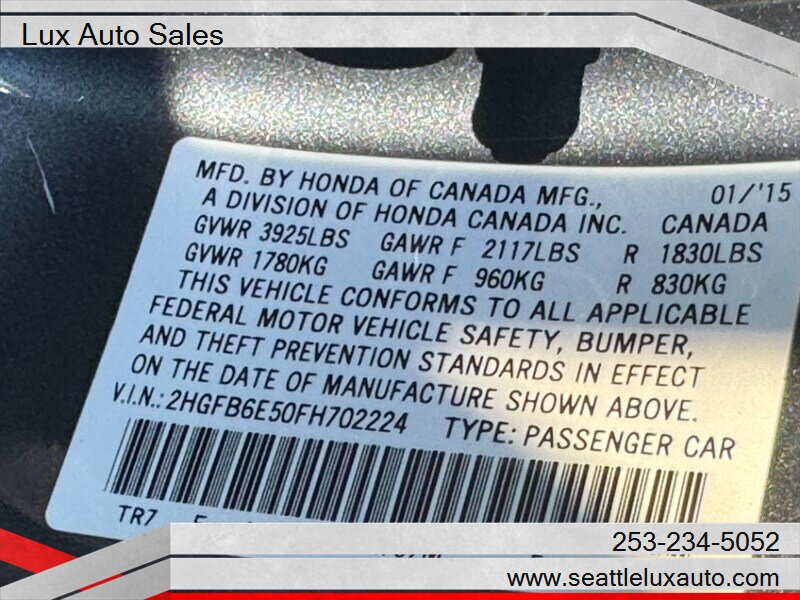 Lux Auto Sales
MFD. BY HONDA OF CANADA MFG., 01/'15
A DIVISION OF HONDA CANADA INC. CANADA
GVWR 3925LBS GAWR F 2117LBS R 1830LBS
GVWR 1780KG GAWR F 960KG R 830KG
THIS VEHICLE CONFORMS TO ALL APPLICABLE
FEDERAL MOTOR VEHICLE SAFETY, BUMPER,
AND THEFT PREVENTION STANDARDS IN EFFECT
ON THE DATE OF MANUFACTURE SHOWN ABOVE.
V.I.N.: 2HGFB6E50FH702224 TYPE: PASSENGER CAR
TR7
253-234-5052
www.seattleluxauto.com